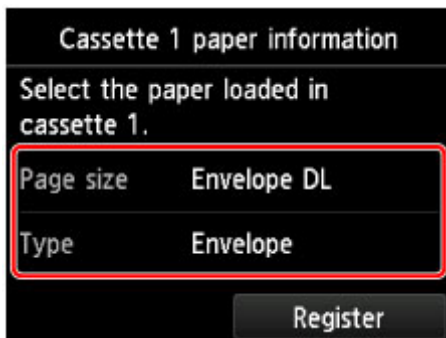 Cassette 1 paper information
Select the paper loaded in
cassette 1.
Page size Envelope DL
Type Envelope
Register